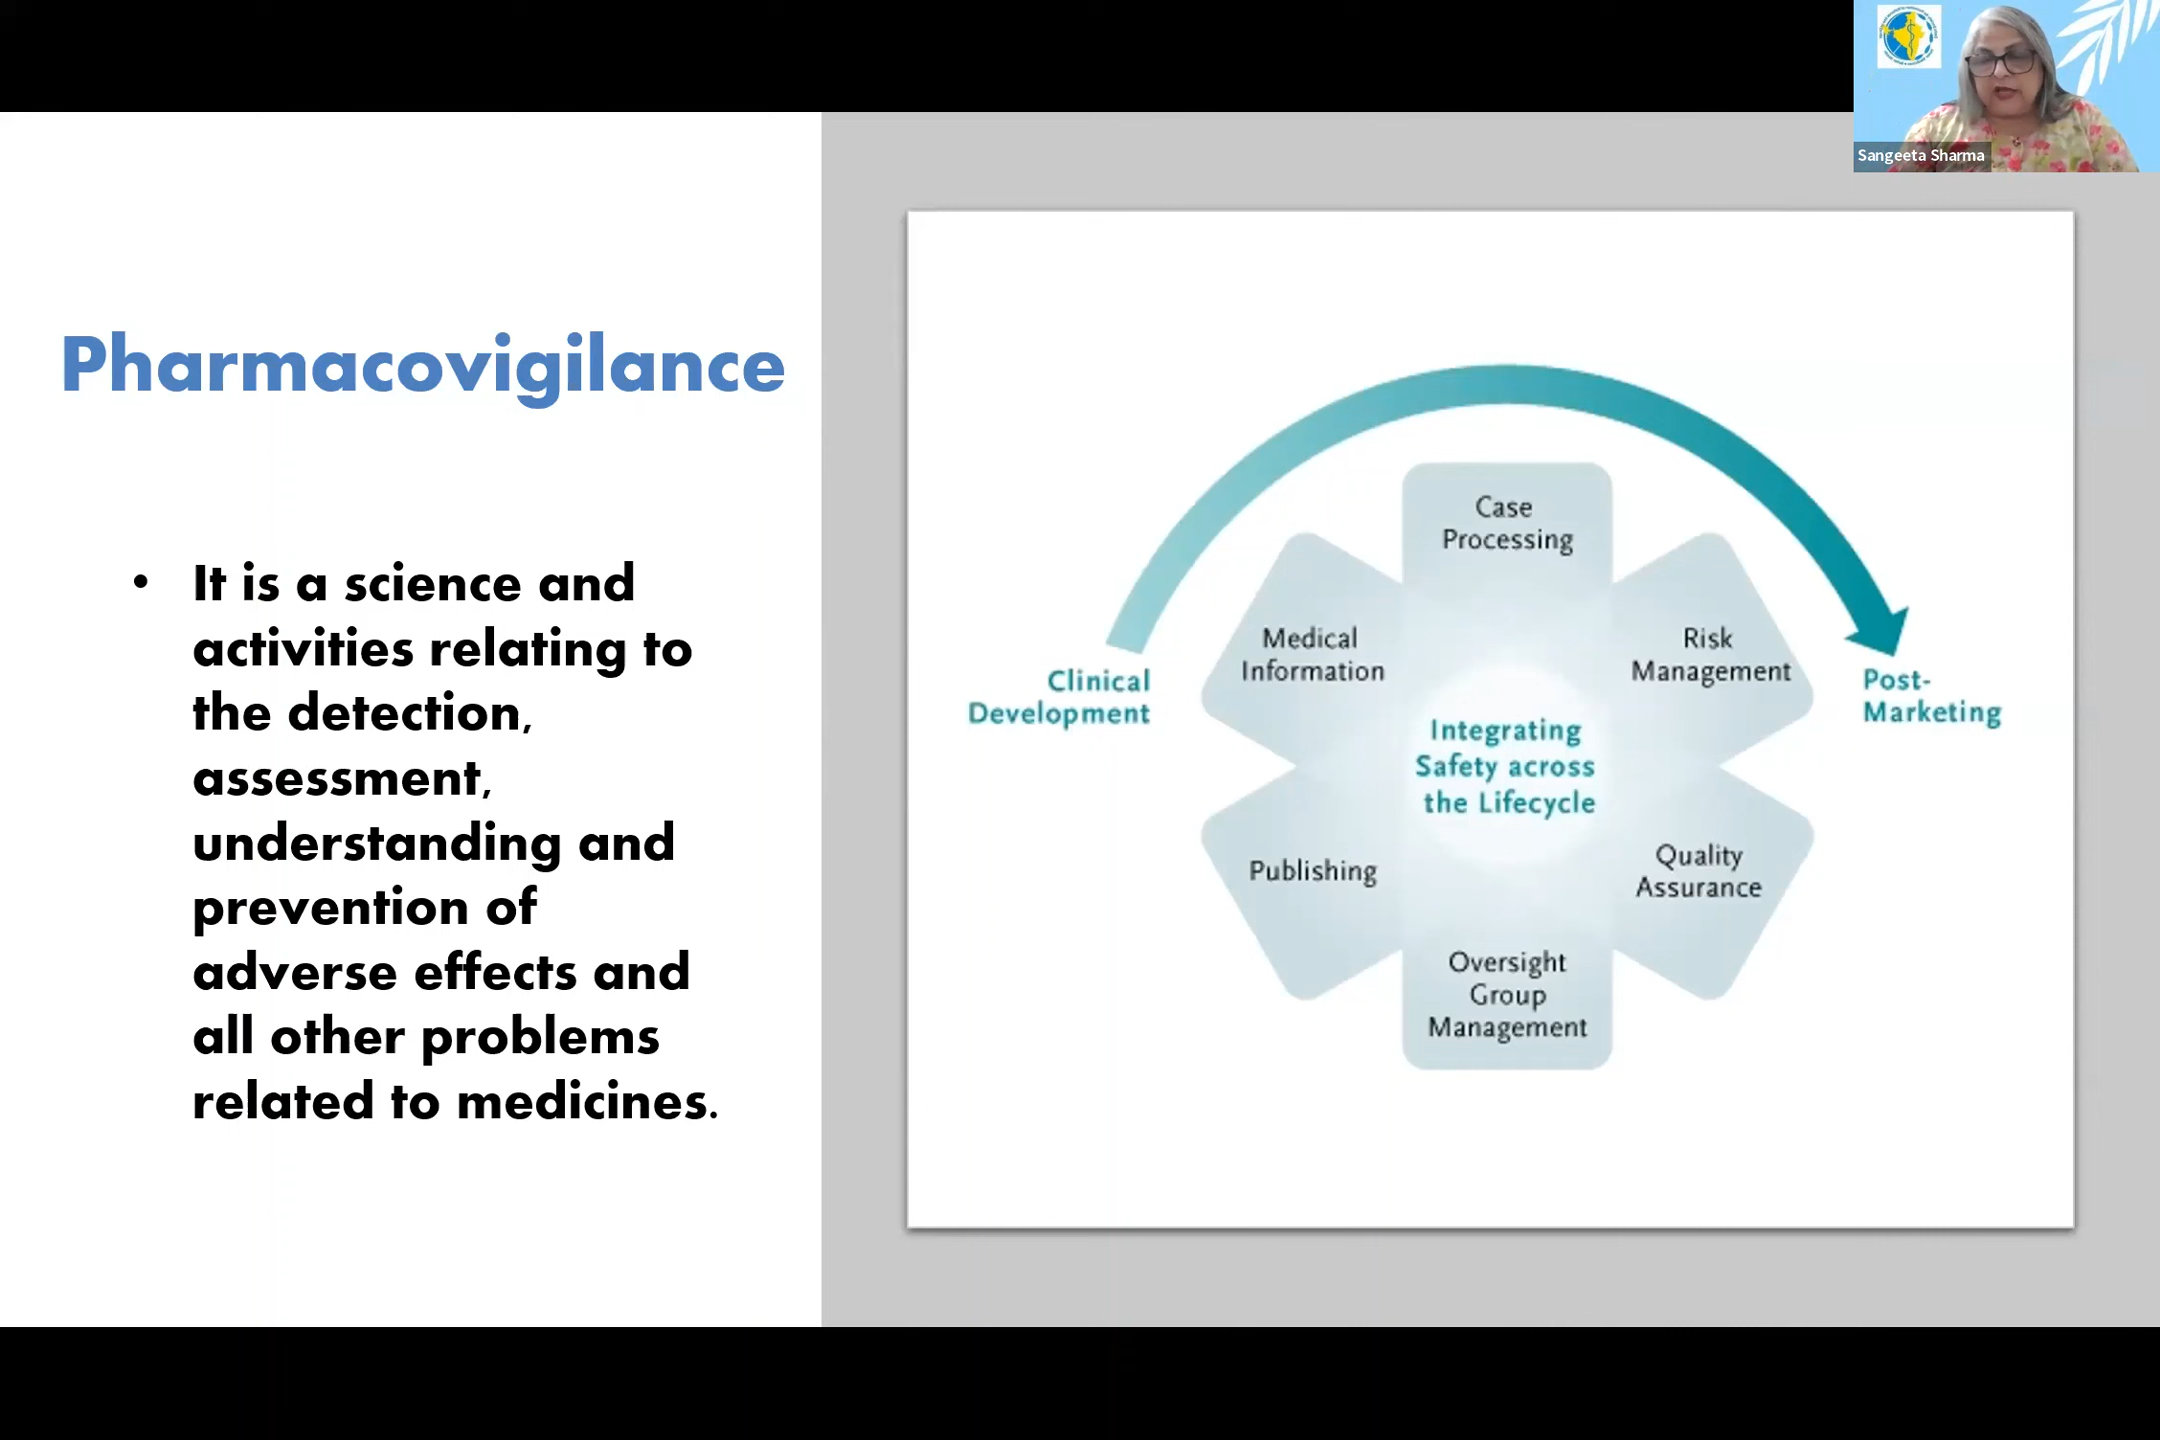 Sangeeta Sharma
Pharmacovigilance
• It is a science and
activities relating to
the detection,
assessment,
understanding and
prevention of
adverse effects and
all other problems
related to medicines.
Clinical
Development
Post-
Marketing
Case
Processing
Medical
Information
Risk
Management
Integrating
Safety across
the Lifecycle
Publishing
Quality
Assurance
Oversight
Group
Management